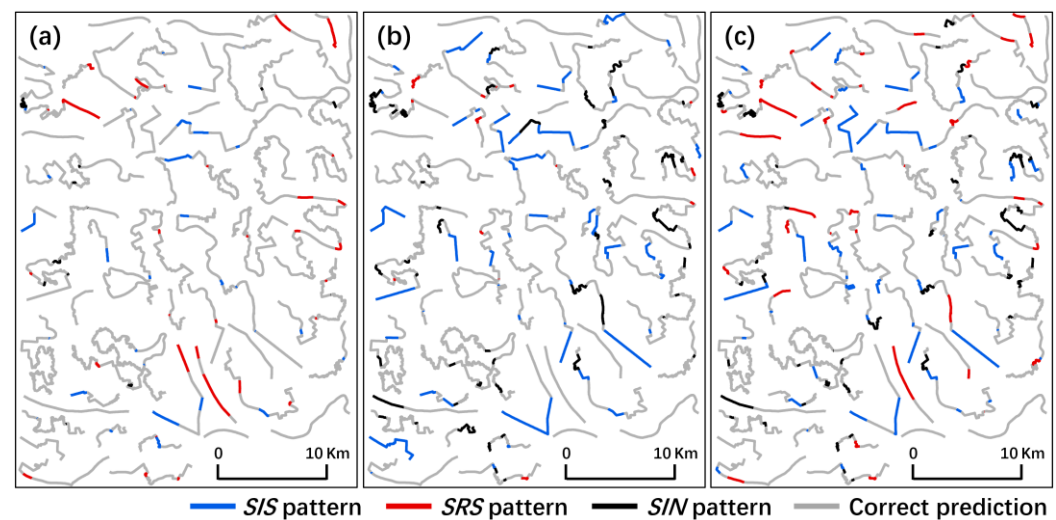 (a) (b) (c)
0 10 Km 0 10 Km 0 10 Km
SIS pattern SRS pattern SIN pattern Correct prediction